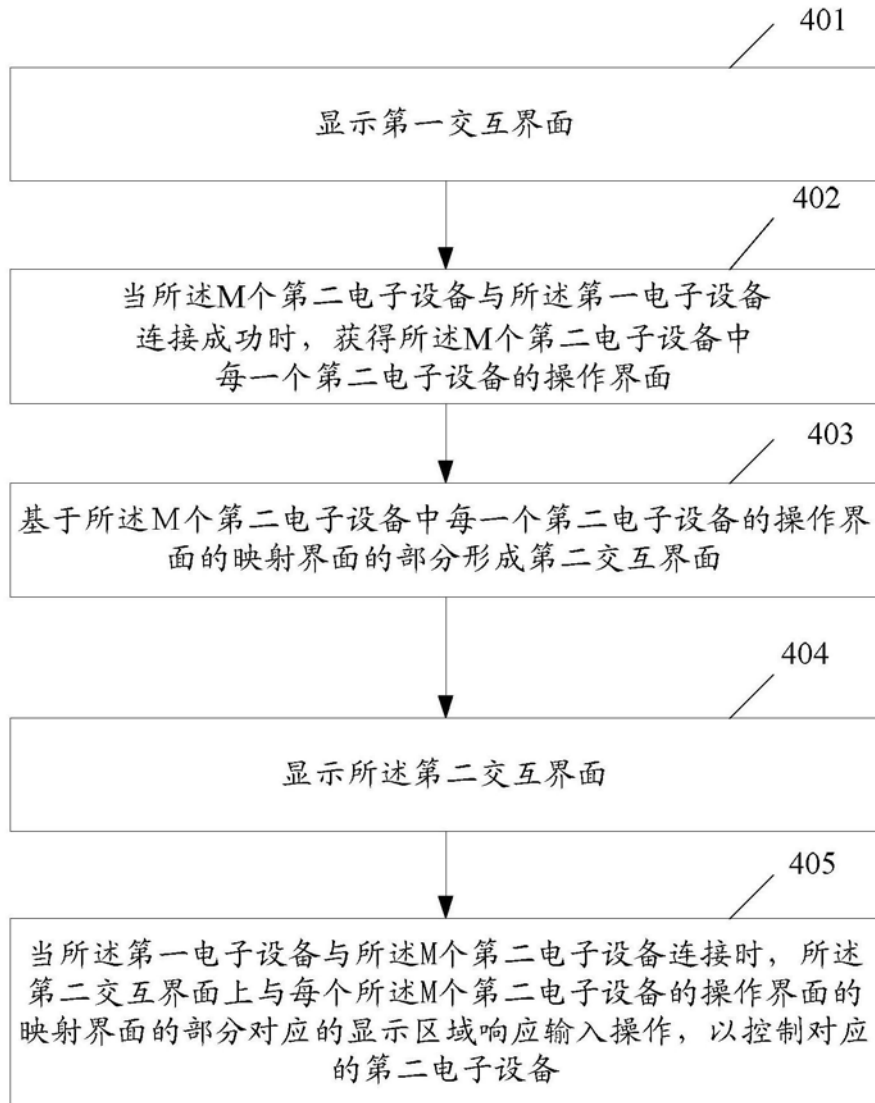 401
显示第一交互界面
402
当所述M个第二电子设备与所述第一电子设备
连接成功时，获得所述M个第二电子设备中
每一个第二电子设备的操作界面
403
基于所述M个第二电子设备中每一个第二电子设备的操作界
面的映射界面的部分形成第二交互界面
404
显示所述第二交互界面
405
当所述第一电子设备与所述M个第二电子设备连接时，所述
第二交互界面上与每个所述M个第二电子设备的操作界面的
映射界面的部分对应的显示区域响应输入操作，以控制对应
的第二电子设备